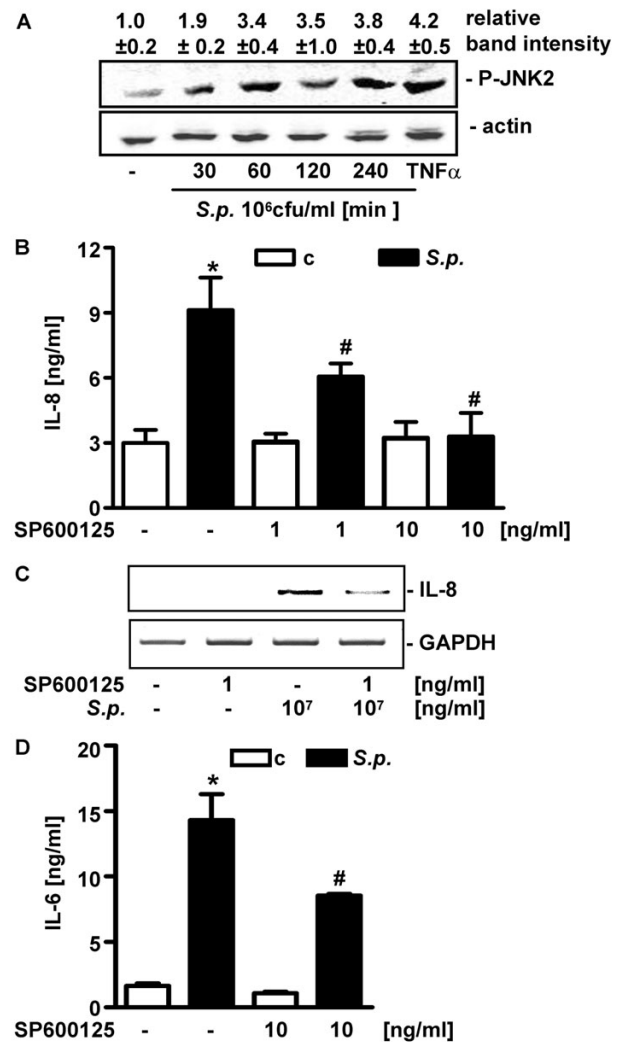 A
1.0 1.9 3.4 3.5 3.8 4.2 relative
±0.2 ± 0.2 ±0.4 ±1.0 ±0.4 ±0.5 band intensity
- P-JNK2
- actin
- 30 60 120 240 TNFα
S.p. 10⁶cfu/ml [min ]
B
12
9
6
3
0
IL-8 [ng/ml]
c S.p.
* # #
SP600125 - - 1 1 10 10 [ng/ml]
C
- IL-8
- GAPDH
SP600125 - 1 - 1 [ng/ml]
S.p. - - 10⁷ 10⁷ [ng/ml]
D
20
15
10
5
0
IL-6 [ng/ml]
c S.p.
* #
SP600125 - - 10 10 [ng/ml]